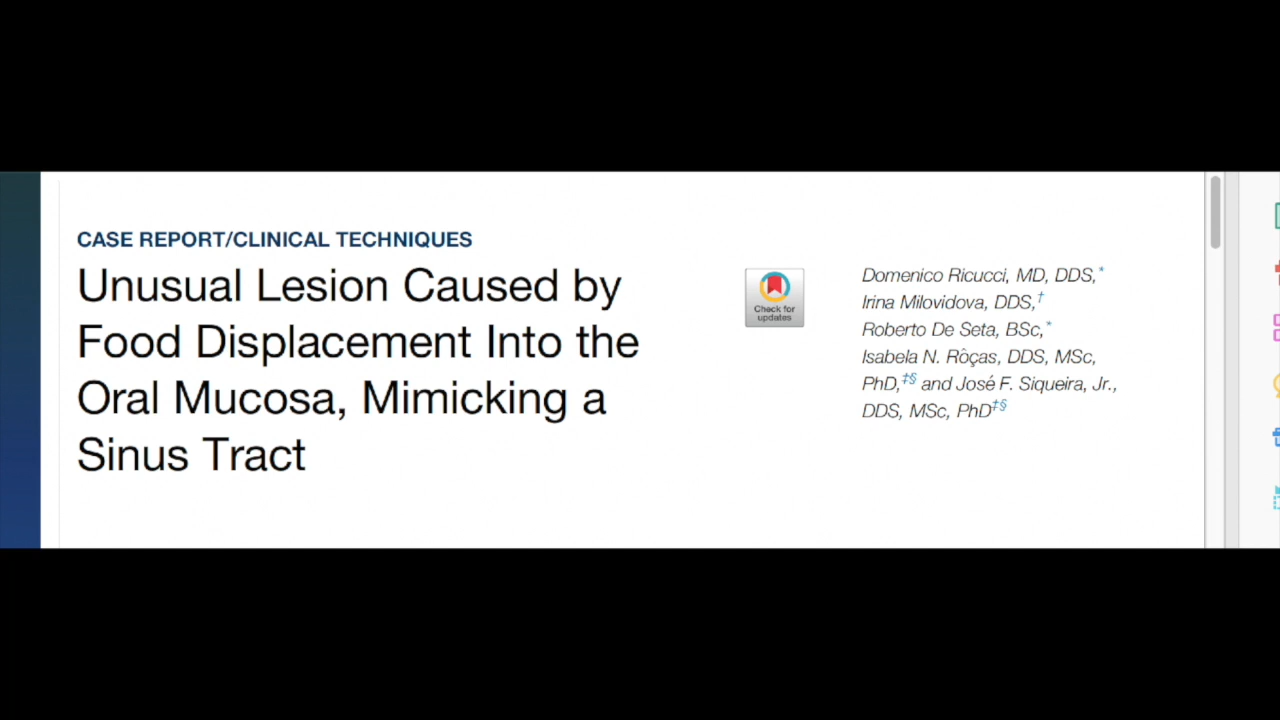 CASE REPORT/CLINICAL TECHNIQUES
Unusual Lesion Caused by
Food Displacement Into the
Oral Mucosa, Mimicking a
Sinus Tract
Check for
updates
Domenico Ricucci, MD, DDS,*
Irina Milovidova, DDS,†
Roberto De Seta, BSc,*
Isabela N. Rôças, DDS, MSc,
PhD,‡§ and José F. Siqueira, Jr.,
DDS, MSc, PhD‡§